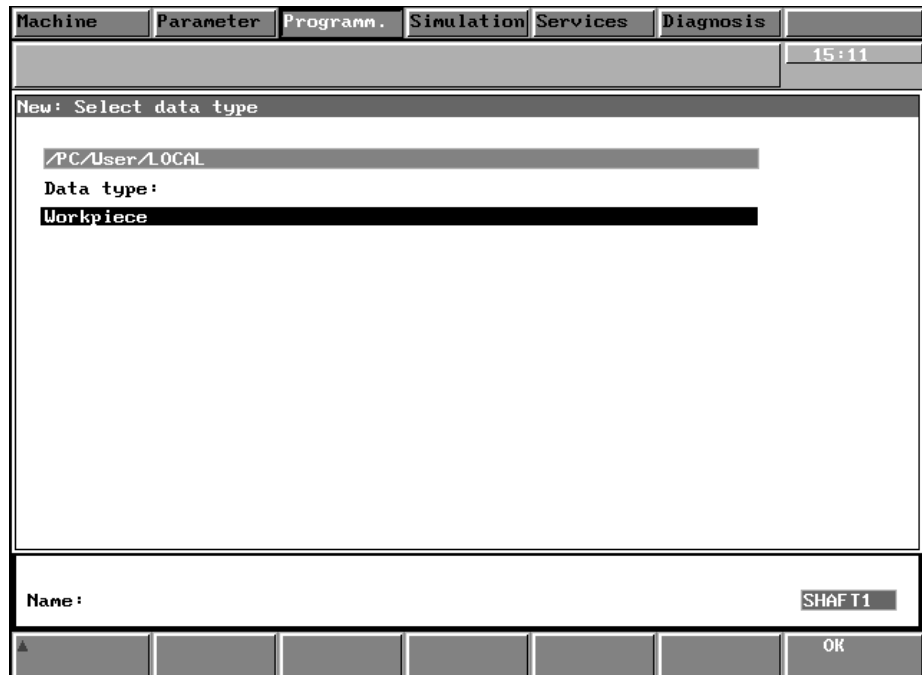 Machine Parameter Programm. Simulation Services Diagnosis
15:11
New: Select data type
/PC/User/LOCAL
Data type:
Workpiece
Name: SHAFT1
OK